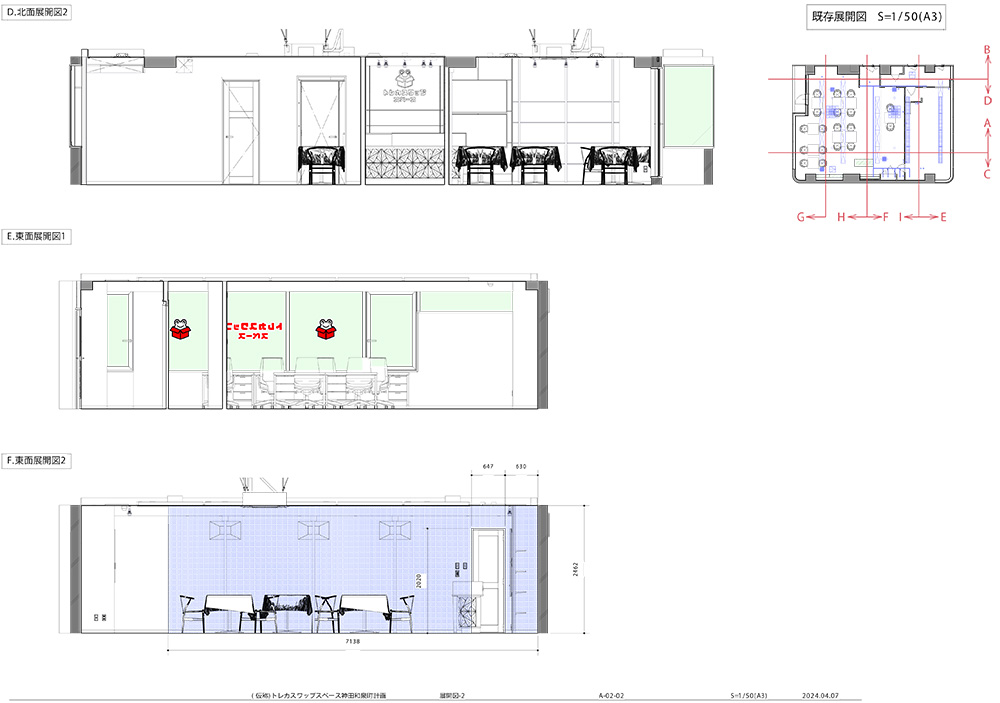 D.北面展開図2
既存展開図 S=1/50(A3)
B
D
A
C
G
H
F
I
E
E.東面展開図1
F.東面展開図2
647
630
2020
2462
7138
(仮称)トレカスワップスペース神田和泉町計画
展開図-2
A-02-02
S=1/50(A3)
2024.04.07